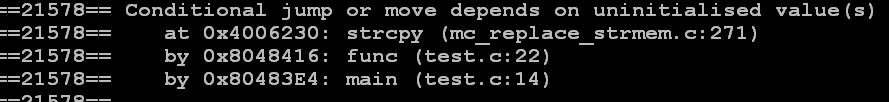 ==21578== Conditional jump or move depends on uninitialised value(s)
==21578==    at 0x4006230: strcpy (mc_replace_strmem.c:271)
==21578==    by 0x8048416: func (test.c:22)
==21578==    by 0x80483E4: main (test.c:14)
==21578==